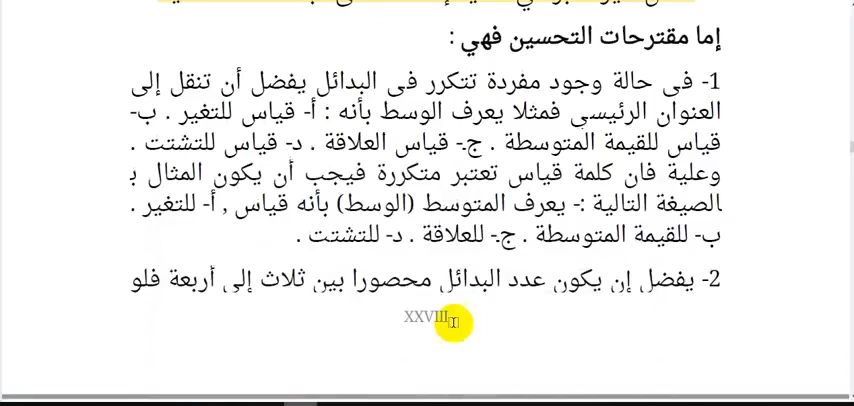 إما مقترحات التحسين فهي :
1- فى حالة وجود مفردة تتكرر فى البدائل يفضل أن تنقل إلى
العنوان الرئيسى فمثلا يعرف الوسط بأنه : أ- قياس للتغير . ب-
قياس للقيمة المتوسطة . ج- قياس العلاقة . د- قياس للتشتت .
وعلية فان كلمة قياس تعتبر متكررة فيجب أن يكون المثال ب
الصيغة التالية :- يعرف المتوسط (الوسط) بأنه قياس , أ- للتغير .
ب- للقيمة المتوسطة . ج- للعلاقة . د- للتشتت .
2- يفضل إن يكون عدد البدائل محصورا بين ثلاث إلى أربعة فلو
XXVIII